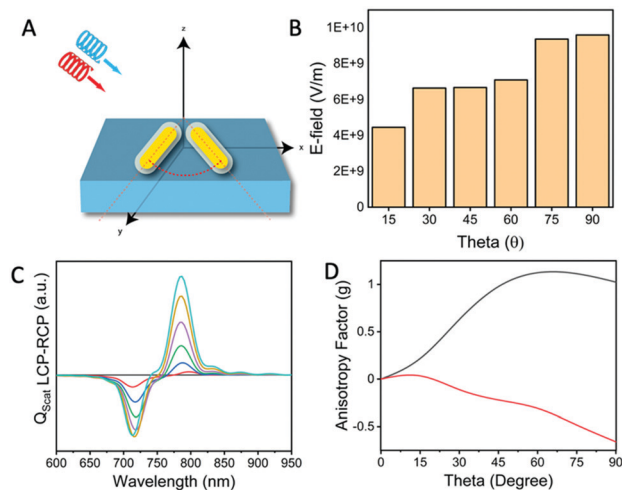 A
z
x
y
B
E-field (V/m)
1E+10
8E+9
6E+9
4E+9
2E+9
0
15 30 45 60 75 90
Theta (θ)
C
Q_Scat LCP-RCP (a.u.)
600 650 700 750 800 850 900 950
Wavelength (nm)
D
Anisotropy Factor (g)
1
0.5
0
-0.5
0 15 30 45 60 75 90
Theta (Degree)